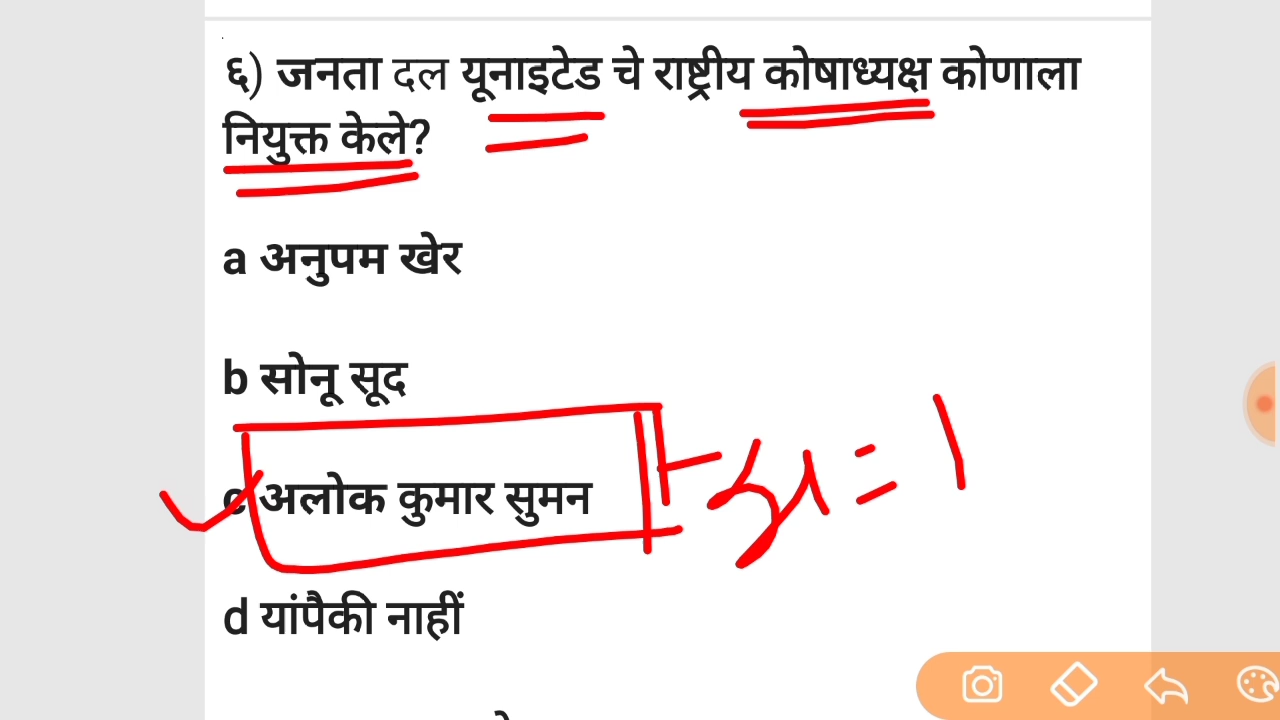 ६) जनता दल यूनाइटेड चे राष्ट्रीय कोषाध्यक्ष कोणाला
नियुक्त केले?
a अनुपम खेर
b सोनू सूद
c अलोक कुमार सुमन
d यांपैकी नाहीं